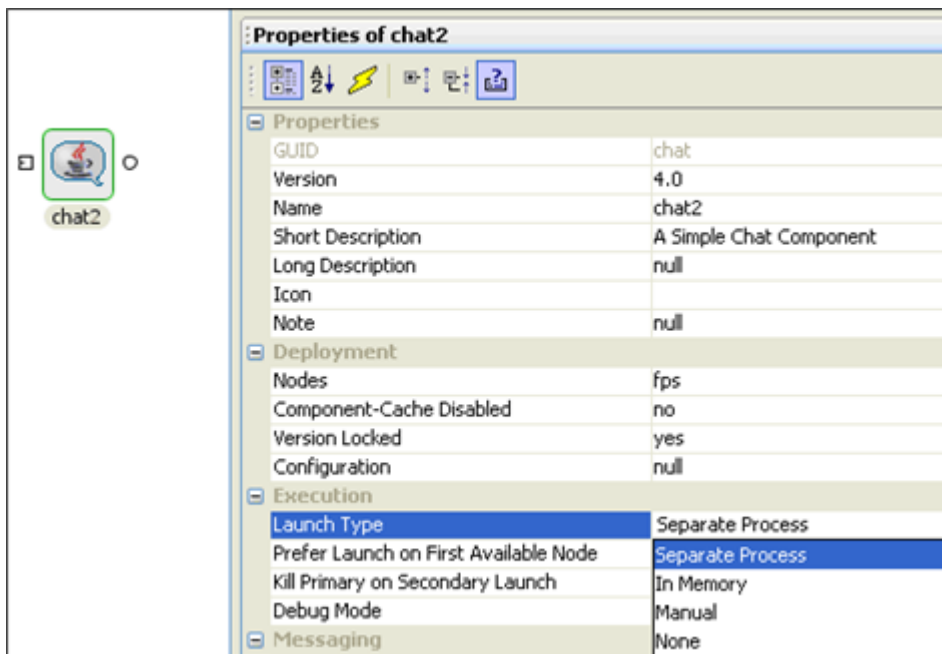 Properties of chat2
Properties
GUID chat
Version 4.0
Name chat2
Short Description A Simple Chat Component
Long Description null
Icon
Note null
Deployment
Nodes fps
Component-Cache Disabled no
Version Locked yes
Configuration null
Execution
Launch Type Separate Process
Prefer Launch on First Available Node Separate Process
Kill Primary on Secondary Launch In Memory
Debug Mode Manual
Messaging None
chat2